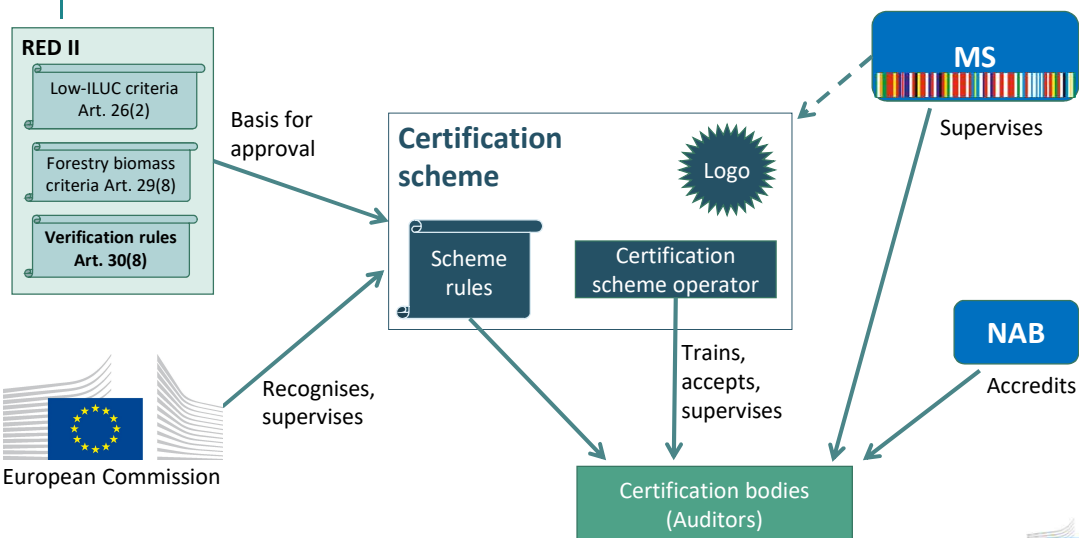 RED II
Low-ILUC criteria
Art. 26(2)
Forestry biomass
criteria Art. 29(8)
Verification rules
Art. 30(8)
Basis for
approval
Certification
scheme
Logo
Scheme
rules
Certification
scheme operator
MS
Supervises
NAB
Accredits
Recognises,
supervises
European Commission
Trains,
accepts,
supervises
Certification bodies
(Auditors)